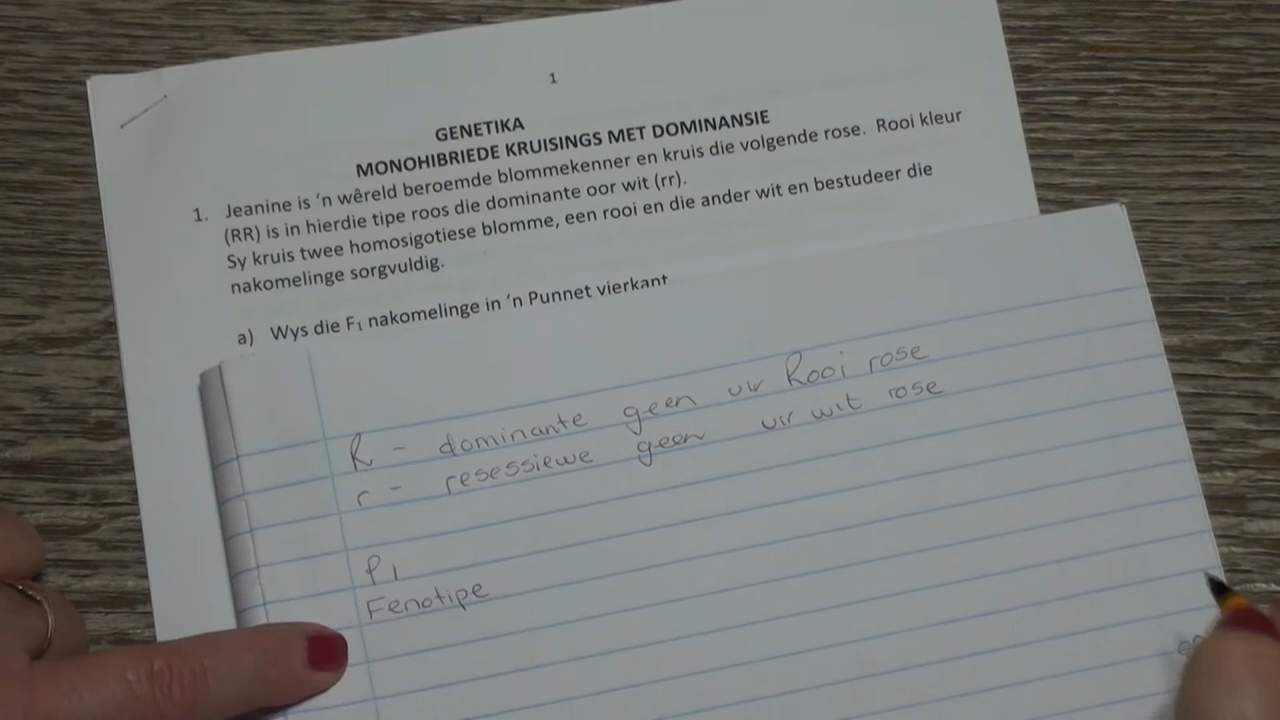 1
GENETIKA
MONOHIBRIEDE KRUISINGS MET DOMINANSIE
1. Jeanine is ‘n wêreld beroemde blommekenner en kruis die volgende rose. Rooi kleur
(RR) is in hierdie tipe roos die dominante oor wit (rr).
Sy kruis twee homosigotiese blomme, een rooi en die ander wit en bestudeer die
nakomelinge sorgvuldig.
a) Wys die F₁ nakomelinge in ‘n Punnet vierkant
R - dominante geen vir Rooi rose
r - resessiewe geen vir wit rose
P₁
Fenotipe